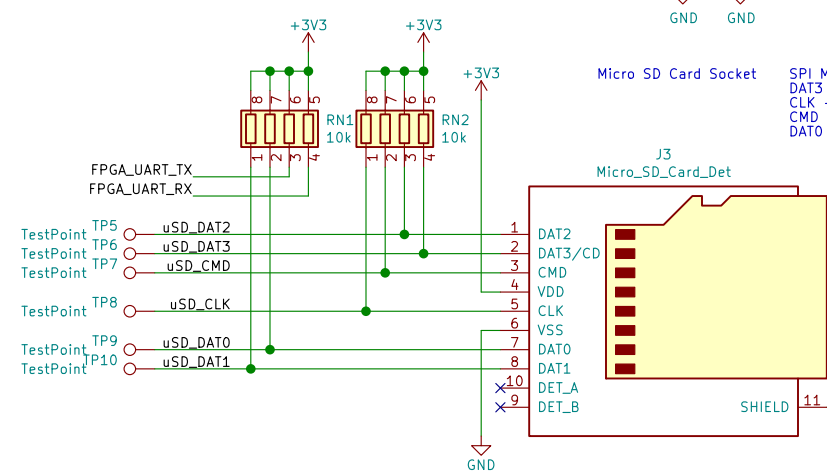 GND
GND
+3V3
+3V3
+3V3
Micro SD Card Socket
SPI M
DAT3
CLK -
CMD
DAT0
8
7
6
5
RN1
10k
1
2
3
4
8
7
6
5
RN2
10k
1
2
3
4
FPGA_UART_TX
FPGA_UART_RX
J3
Micro_SD_Card_Det
TestPoint TP5 uSD_DAT2 1 DAT2
TestPoint TP6 uSD_DAT3 2 DAT3/CD
TestPoint TP7 uSD_CMD 3 CMD
4 VDD
TestPoint TP8 uSD_CLK 5 CLK
6 VSS
TestPoint TP9 uSD_DAT0 7 DAT0
TestPoint TP10 uSD_DAT1 8 DAT1
10 DET_A
9 DET_B
SHIELD 11
GND